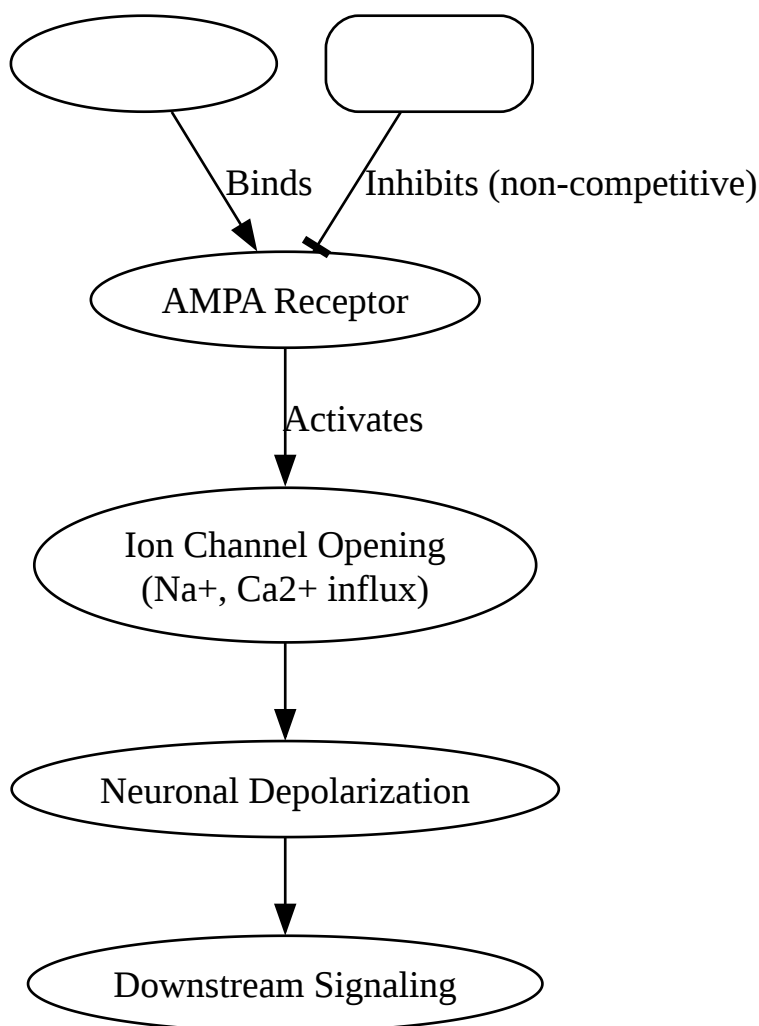 Binds
Inhibits (non-competitive)
AMPA Receptor
Activates
Ion Channel Opening
(Na+, Ca2+ influx)
Neuronal Depolarization
Downstream Signaling